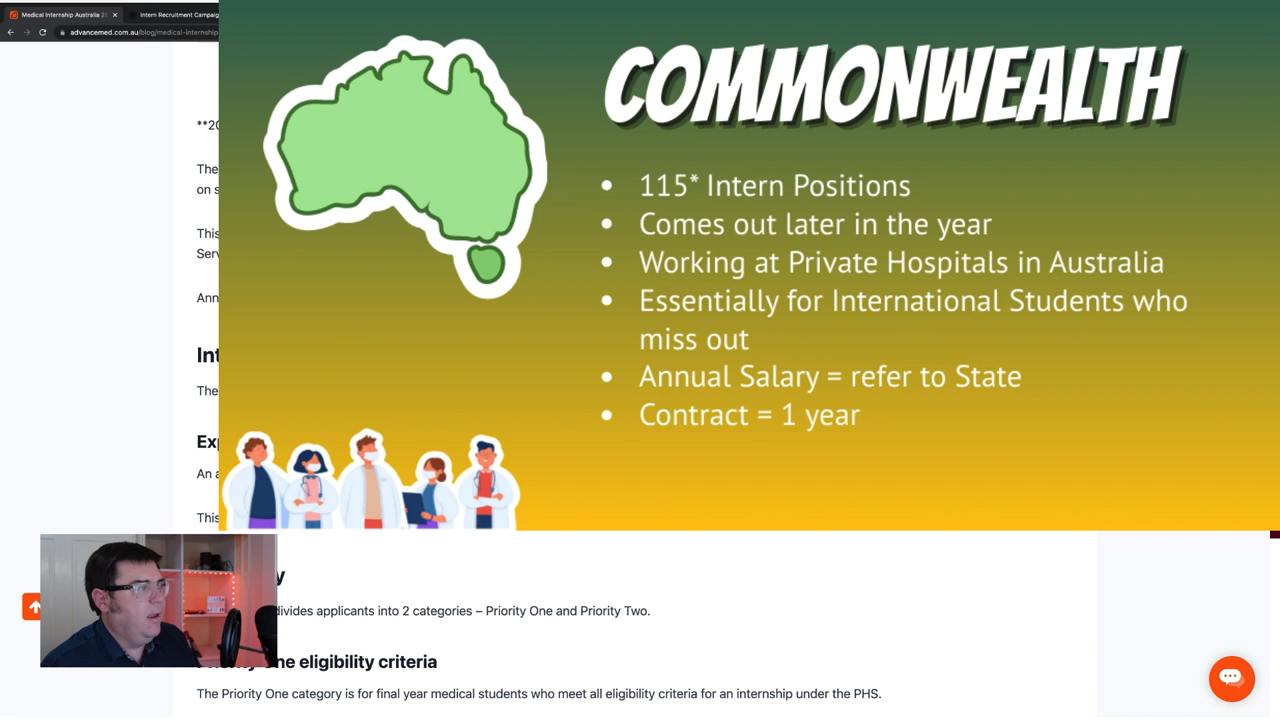 Medical Internship Australia 20
Intern Recruitment Campaig
advancemed.com.au/blog/medical-internship
COMMONWEALTH
• 115* Intern Positions
• Comes out later in the year
• Working at Private Hospitals in Australia
• Essentially for International Students who
miss out
• Annual Salary = refer to State
• Contract = 1 year
**20
The
on s
This
Serv
Ann
Int
The
Exp
An a
This
y
divides applicants into 2 categories – Priority One and Priority Two.
ne eligibility criteria
The Priority One category is for final year medical students who meet all eligibility criteria for an internship under the PHS.